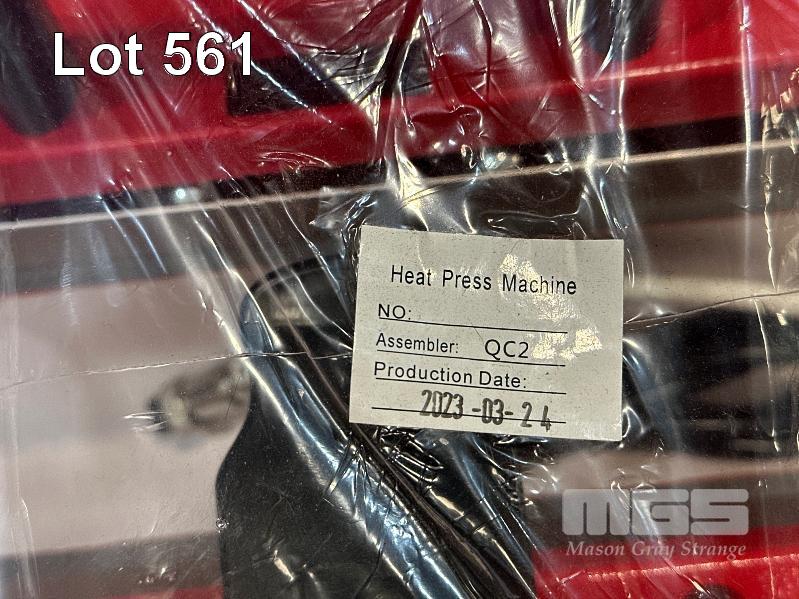 Lot 561
Heat Press Machine
NO:
Assembler: QC2
Production Date:
2023-03-24
MGS
Mason Gray Strange